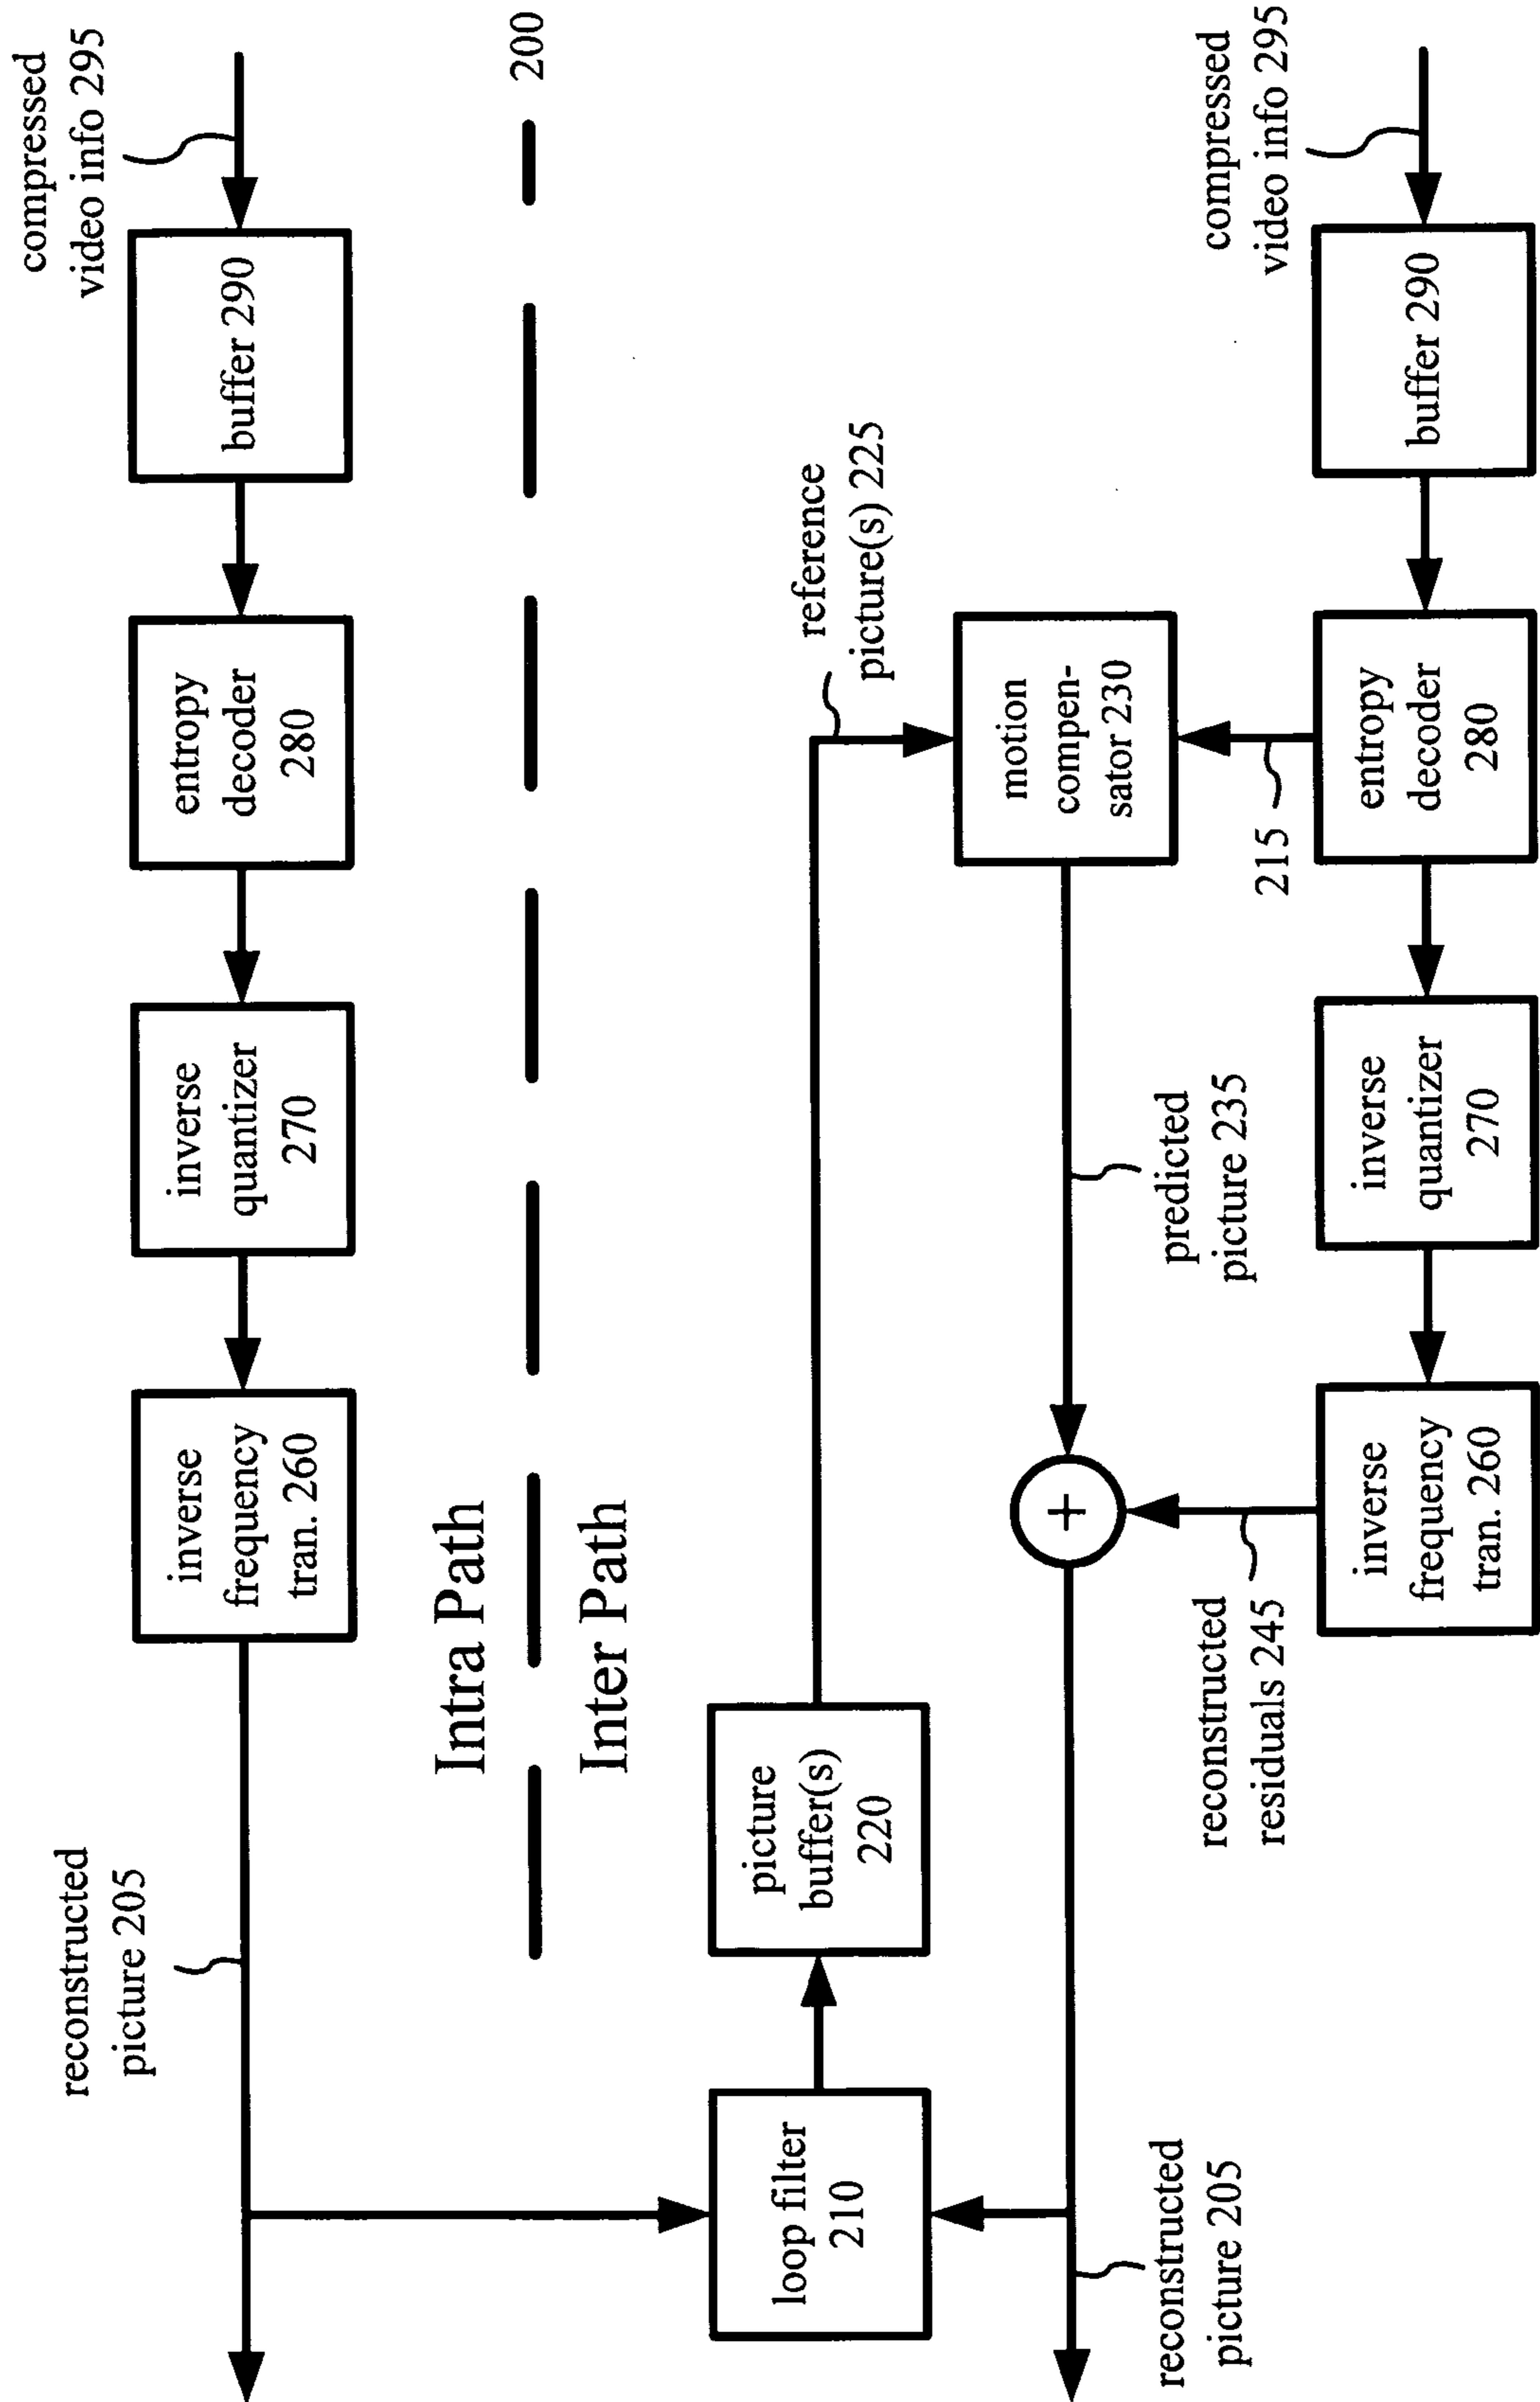 compressed
video info 295
buffer 290
entropy
decoder
280
inverse
quantizer
270
inverse
frequency
tran. 260
reconstructed
picture 205
200
Intra Path
Inter Path
reference
picture(s) 225
picture
buffer(s)
220
loop filter
210
motion
compen-
sator 230
predicted
picture 235
+
215
reconstructed
residuals 245
reconstructed
picture 205
compressed
video info 295
buffer 290
entropy
decoder
280
inverse
quantizer
270
inverse
frequency
tran. 260